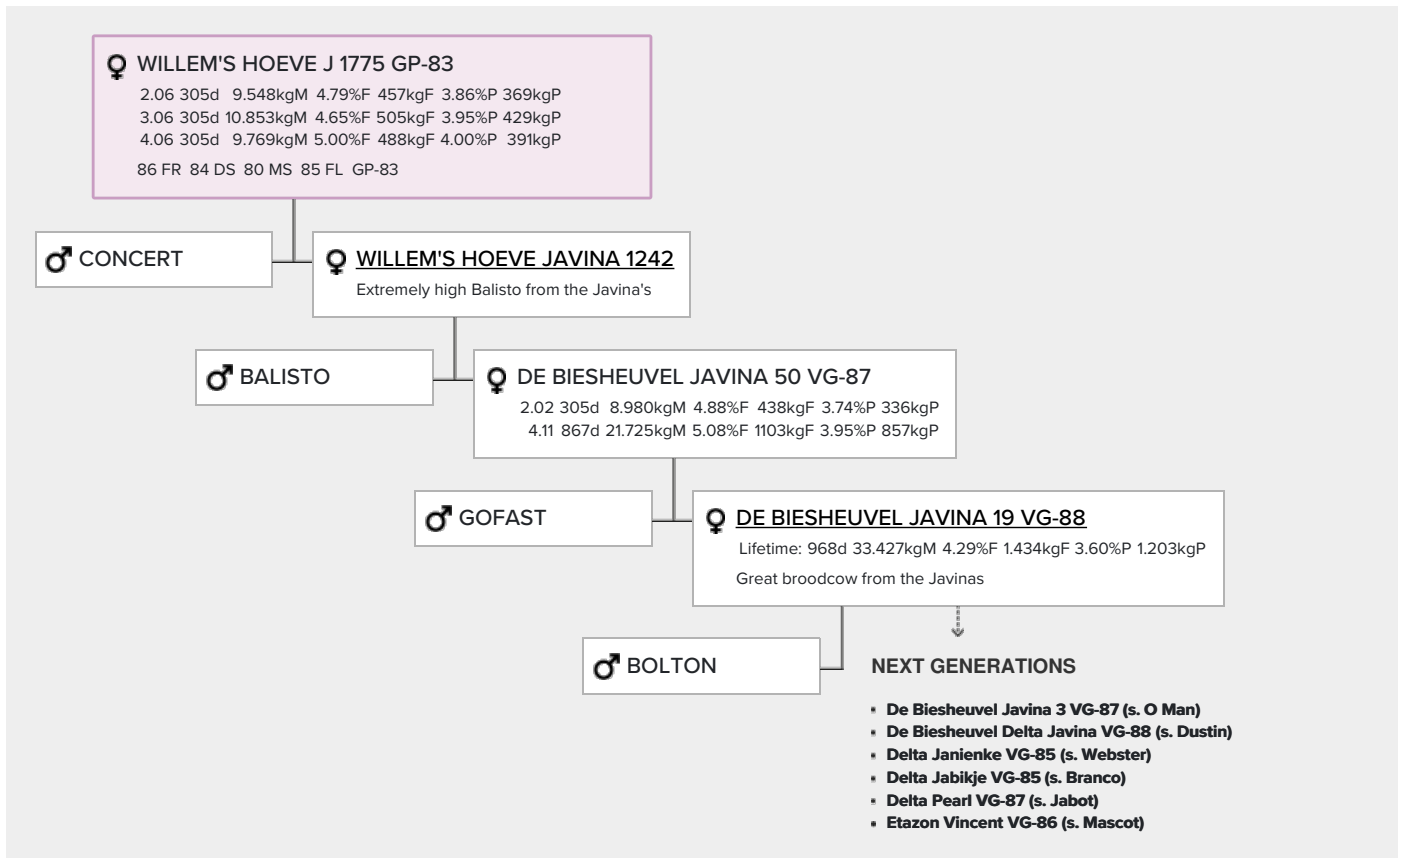 WILLEM'S HOEVE J 1775 GP-83
2.06 305d 9.548kgM 4.79%F 457kgF 3.86%P 369kgP
3.06 305d 10.853kgM 4.65%F 505kgF 3.95%P 429kgP
4.06 305d 9.769kgM 5.00%F 488kgF 4.00%P 391kgP
86 FR 84 DS 80 MS 85 FL GP-83
CONCERT
WILLEM'S HOEVE JAVINA 1242
Extremely high Balisto from the Javina's
BALISTO
DE BIESHEUVEL JAVINA 50 VG-87
2.02 305d 8.980kgM 4.88%F 438kgF 3.74%P 336kgP
4.11 867d 21.725kgM 5.08%F 1103kgF 3.95%P 857kgP
GOFAST
DE BIESHEUVEL JAVINA 19 VG-88
Lifetime: 968d 33.427kgM 4.29%F 1.434kgF 3.60%P 1.203kgP
Great broodcow from the Javinas
BOLTON
NEXT GENERATIONS
▪ De Biesheuvel Javina 3 VG-87 (s. O Man)
▪ De Biesheuvel Delta Javina VG-88 (s. Dustin)
▪ Delta Janienke VG-85 (s. Webster)
▪ Delta Jabikje VG-85 (s. Branco)
▪ Delta Pearl VG-87 (s. Jabot)
▪ Etazon Vincent VG-86 (s. Mascot)